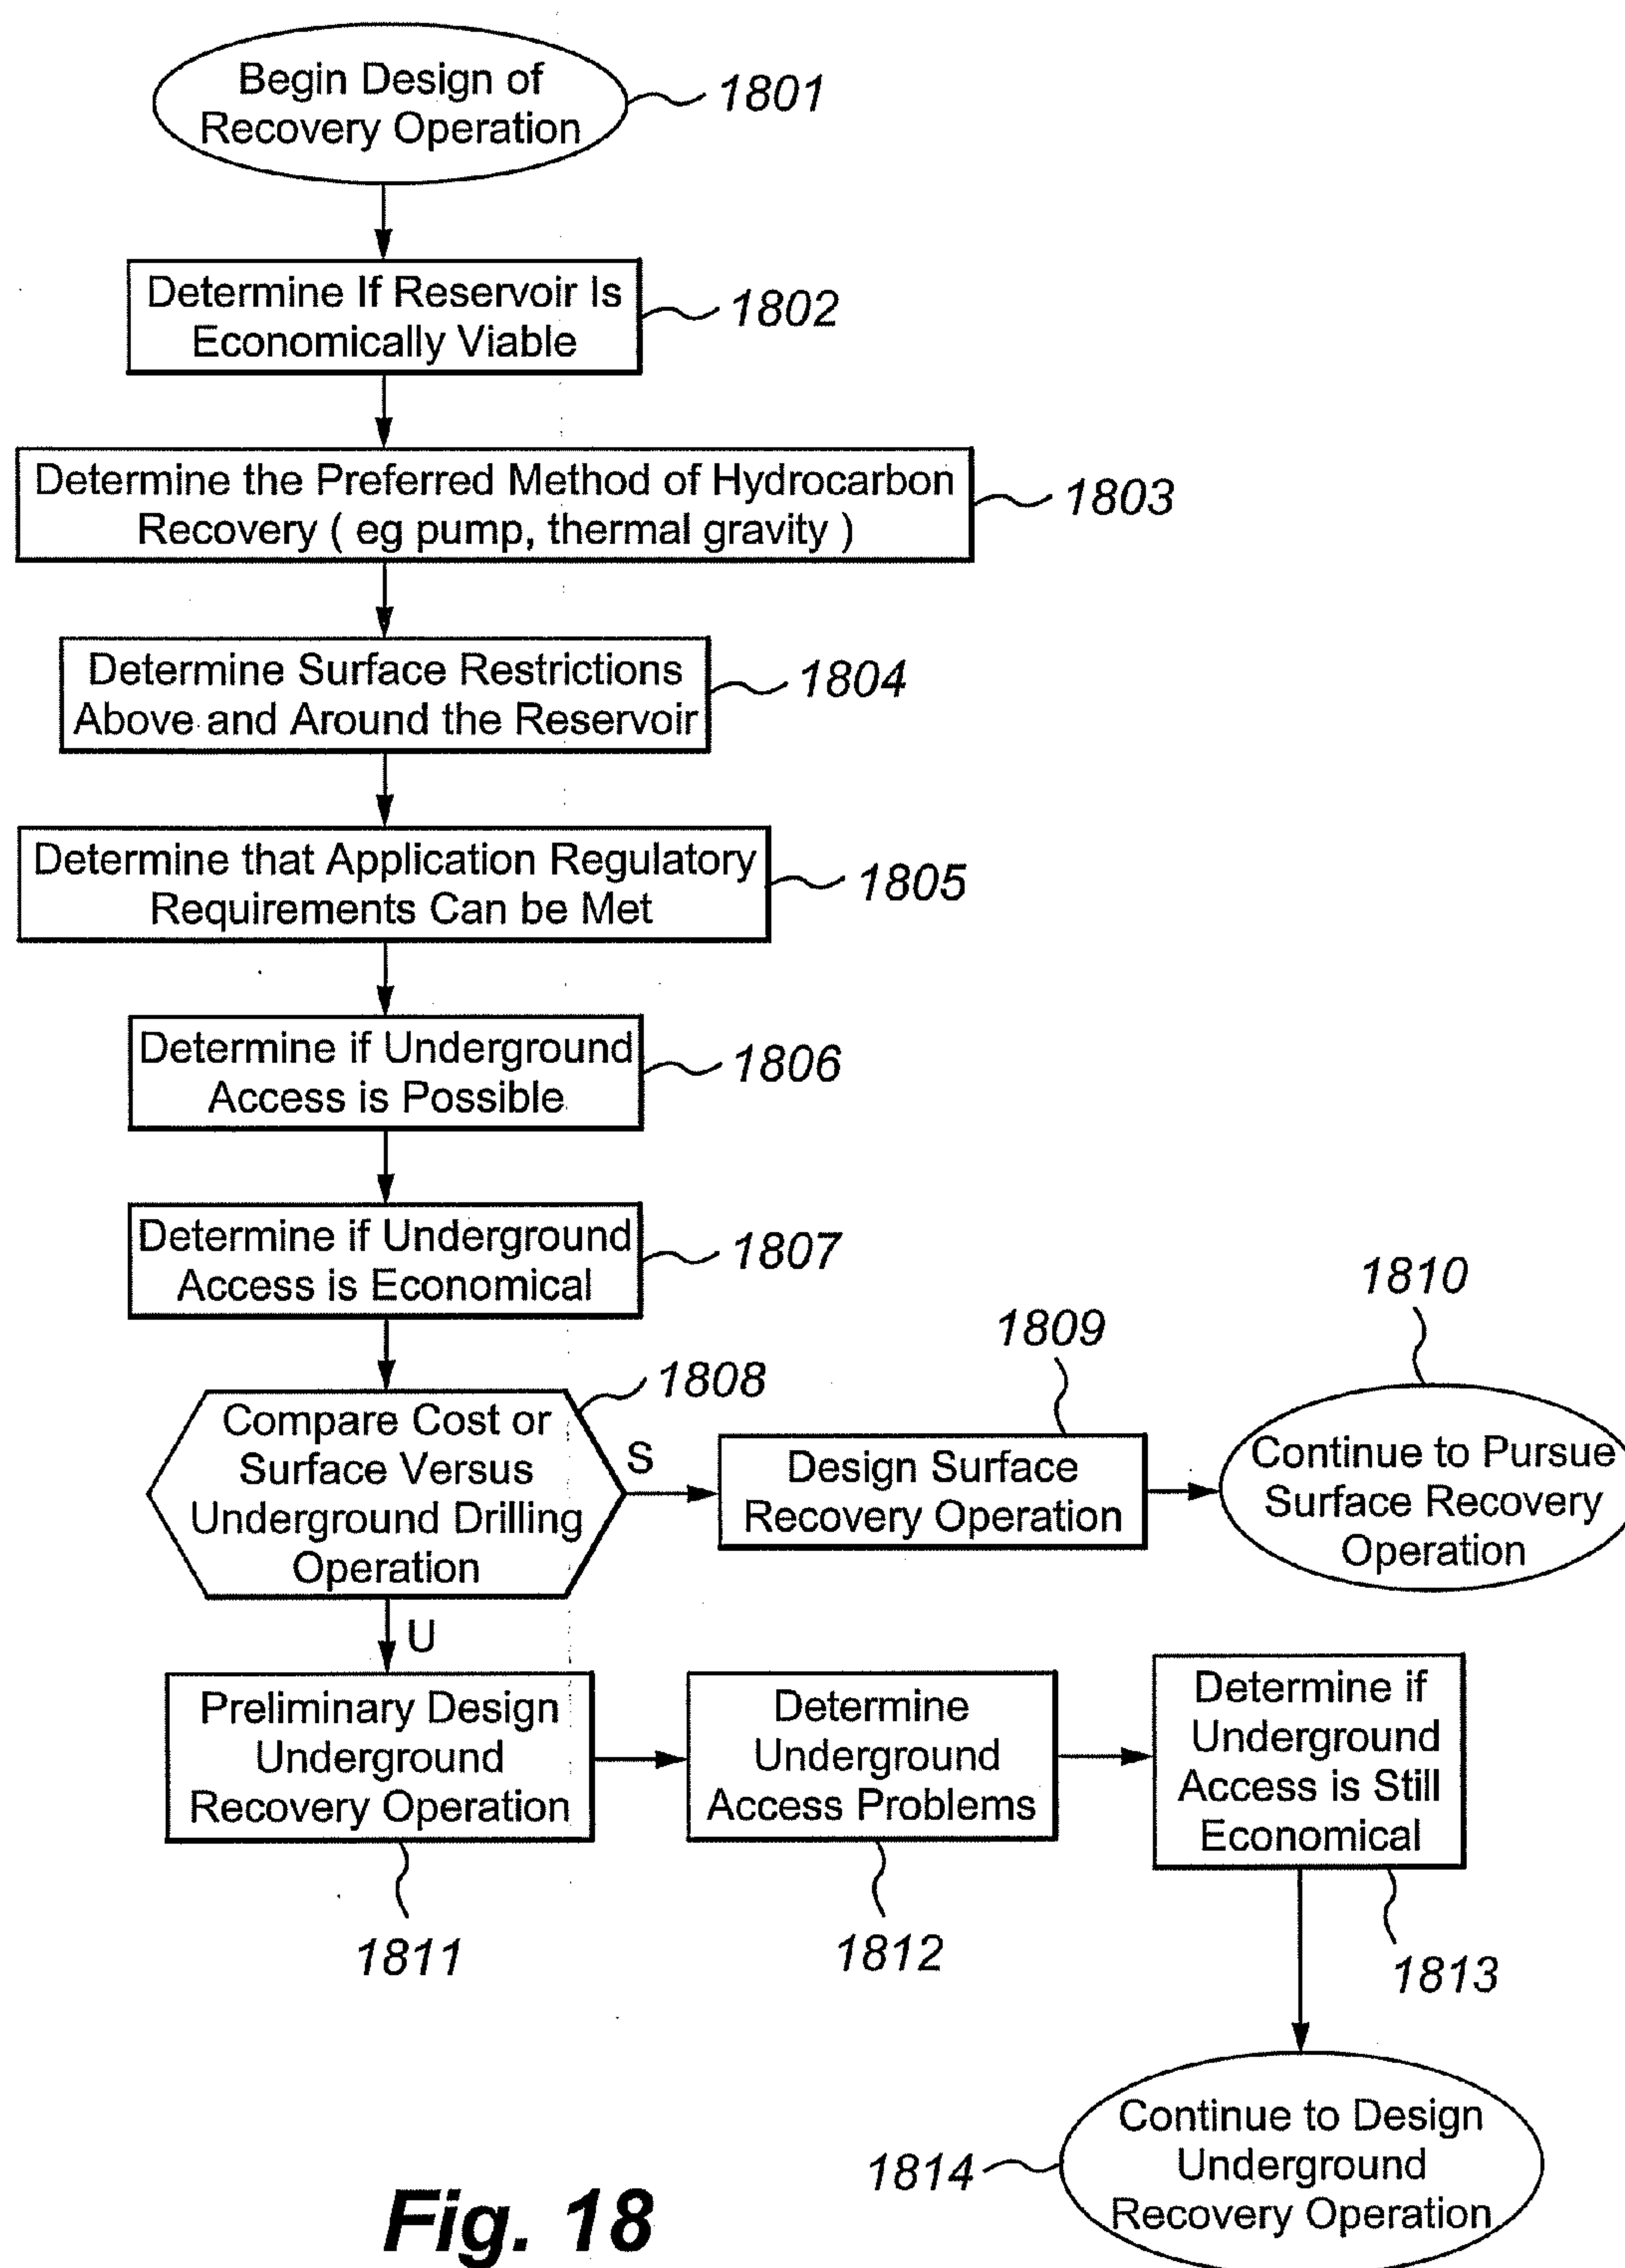 Begin Design of
Recovery Operation
1801
Determine If Reservoir Is
Economically Viable
1802
Determine the Preferred Method of Hydrocarbon
Recovery ( eg pump, thermal gravity )
1803
Determine Surface Restrictions
Above and Around the Reservoir
1804
Determine that Application Regulatory
Requirements Can be Met
1805
Determine if Underground
Access is Possible
1806
Determine if Underground
Access is Economical
1807
Compare Cost or
Surface Versus
Underground Drilling
Operation
1808
S
Design Surface
Recovery Operation
1809
Continue to Pursue
Surface Recovery
Operation
1810
U
Preliminary Design
Underground
Recovery Operation
1811
Determine
Underground
Access Problems
1812
Determine if
Underground
Access is Still
Economical
1813
Continue to Design
Underground
Recovery Operation
1814
Fig. 18